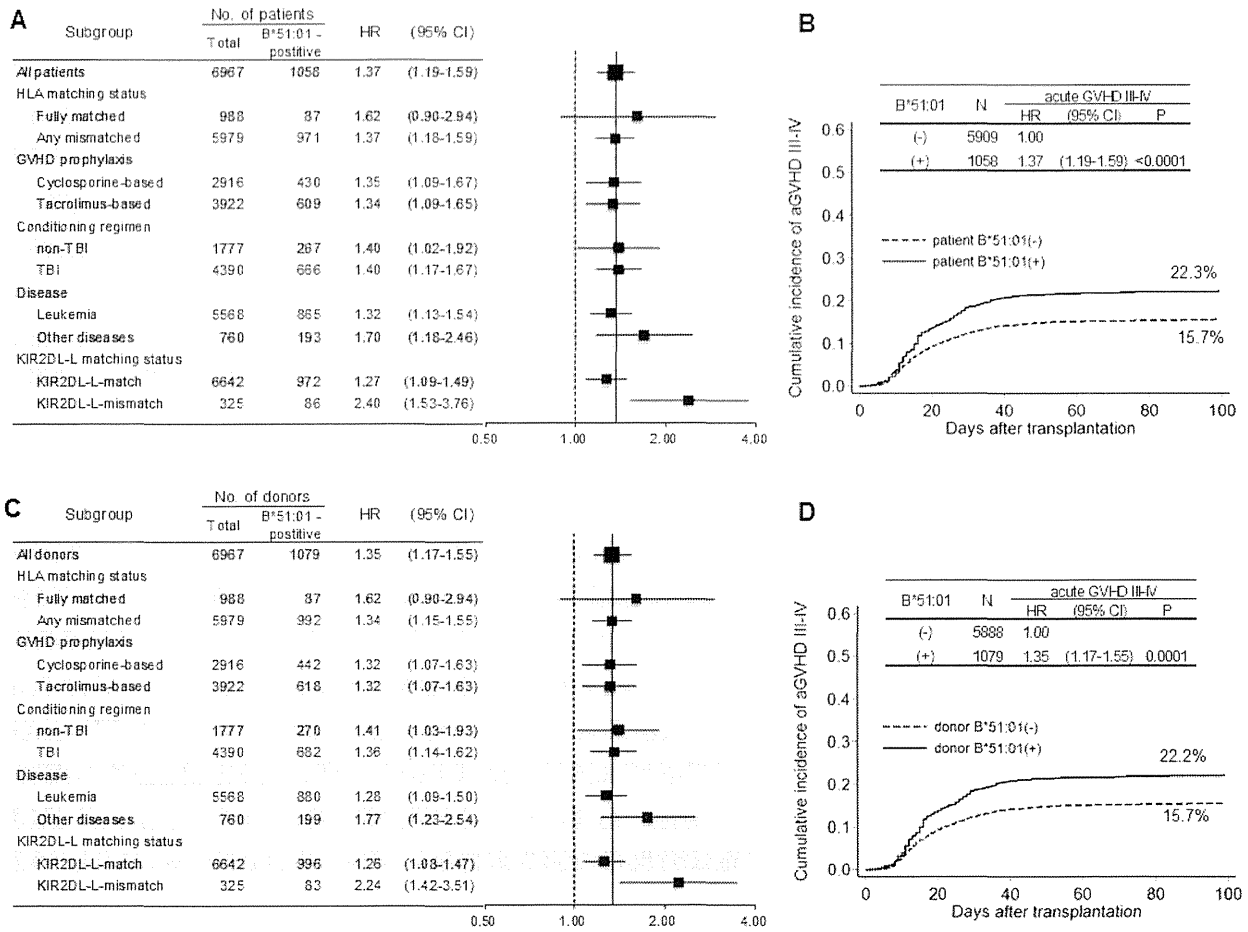 A
No. of patients
Subgroup Total B*51:01 - postitive HR (95% CI)
All patients 6967 1058 1.37 (1.19-1.59)
HLA matching status
Fully matched 988 87 1.62 (0.90-2.94)
Any mismatched 5979 971 1.37 (1.18-1.59)
GVHD prophylaxis
Cyclosporine-based 2916 430 1.35 (1.09-1.67)
Tacrolimus-based 3922 609 1.34 (1.09-1.65)
Conditioning regimen
non-TBI 1777 267 1.40 (1.02-1.92)
TBI 4390 666 1.40 (1.17-1.67)
Disease
Leukemia 5568 865 1.32 (1.13-1.54)
Other diseases 760 193 1.70 (1.18-2.46)
KIR2DL-L matching status
KIR2DL-L-match 6642 972 1.27 (1.09-1.49)
KIR2DL-L-mismatch 325 86 2.40 (1.53-3.76)
0.50 1.00 2.00 4.00
B
Cumulative incidence of aGVHD III-IV
B*51:01 N acute GVHD III-IV
HR (95% CI) P
(-) 5909 1.00
(+) 1058 1.37 (1.19-1.59) <0.0001
patient B*51:01(-)
patient B*51:01(+)
22.3%
15.7%
0.6
0.5
0.4
0.3
0.2
0.1
0.0
0 20 40 60 80 100
Days after transplantation
C
No. of donors
Subgroup Total B*51:01 - postitive HR (95% CI)
All donors 6967 1079 1.35 (1.17-1.55)
HLA matching status
Fully matched 988 87 1.62 (0.90-2.94)
Any mismatched 5979 992 1.34 (1.15-1.55)
GVHD prophylaxis
Cyclosporine-based 2916 442 1.32 (1.07-1.63)
Tacrolimus-based 3922 618 1.32 (1.07-1.63)
Conditioning regimen
non-TBI 1777 270 1.41 (1.03-1.93)
TBI 4390 682 1.36 (1.14-1.62)
Disease
Leukemia 5568 880 1.28 (1.09-1.50)
Other diseases 760 199 1.77 (1.23-2.54)
KIR2DL-L matching status
KIR2DL-L-match 6642 996 1.26 (1.08-1.47)
KIR2DL-L-mismatch 325 83 2.24 (1.42-3.51)
0.50 1.00 2.00 4.00
D
Cumulative incidence of aGVHD III-IV
B*51:01 N acute GVHD III-IV
HR (95% CI) P
(-) 5888 1.00
(+) 1079 1.35 (1.17-1.55) 0.0001
donor B*51:01(-)
donor B*51:01(+)
22.2%
15.7%
0.6
0.5
0.4
0.3
0.2
0.1
0.0
0 20 40 60 80 100
Days after transplantation